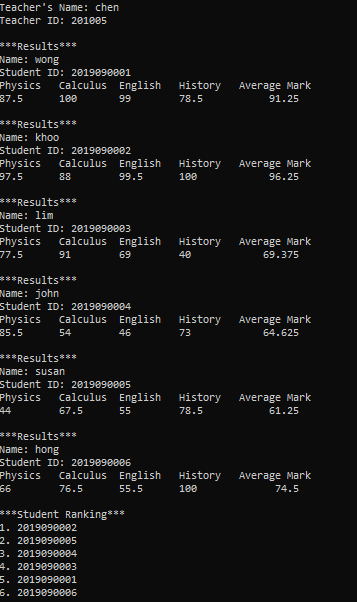 Teacher's Name: chen
Teacher ID: 201005
***Results***
Name: wong
Student ID: 2019090001
Physics Calculus English History Average Mark
87.5 100 99 78.5 91.25
***Results***
Name: khoo
Student ID: 2019090002
Physics Calculus English History Average Mark
97.5 88 99.5 100 96.25
***Results***
Name: lim
Student ID: 2019090003
Physics Calculus English History Average Mark
77.5 91 69 40 69.375
***Results***
Name: john
Student ID: 2019090004
Physics Calculus English History Average Mark
85.5 54 46 73 64.625
***Results***
Name: susan
Student ID: 2019090005
Physics Calculus English History Average Mark
44 67.5 55 78.5 61.25
***Results***
Name: hong
Student ID: 2019090006
Physics Calculus English History Average Mark
66 76.5 55.5 100 74.5
***Student Ranking***
1. 2019090002
2. 2019090005
3. 2019090004
4. 2019090003
5. 2019090001
6. 2019090006